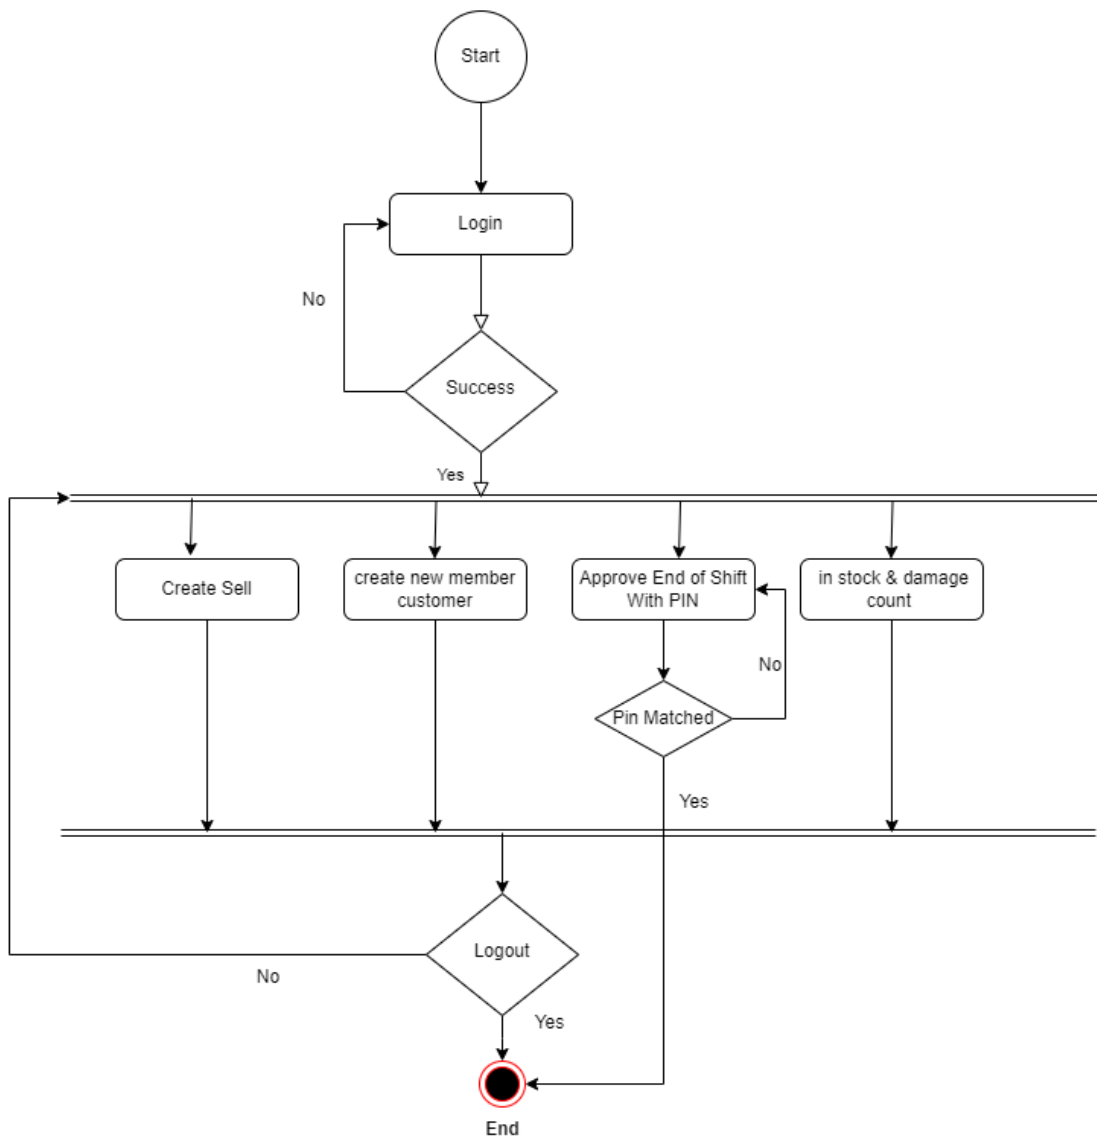 Start
Login
No
Success
Yes
Create Sell
create new member
customer
Approve End of Shift
With PIN
in stock & damage
count
No
Pin Matched
Yes
Logout
No
Yes
End